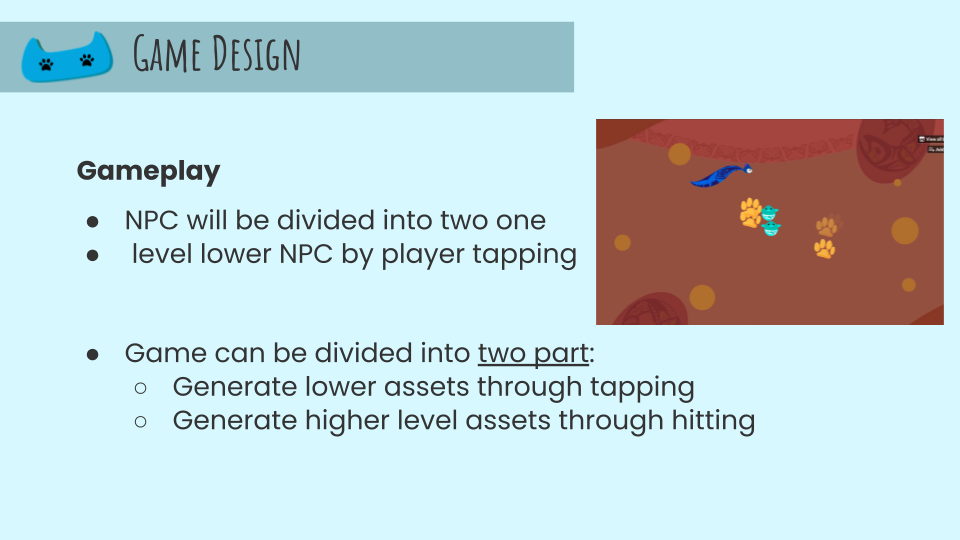 Game Design
Gameplay
● NPC will be divided into two one
● level lower NPC by player tapping
● Game can be divided into two part:
○ Generate lower assets through tapping
○ Generate higher level assets through hitting